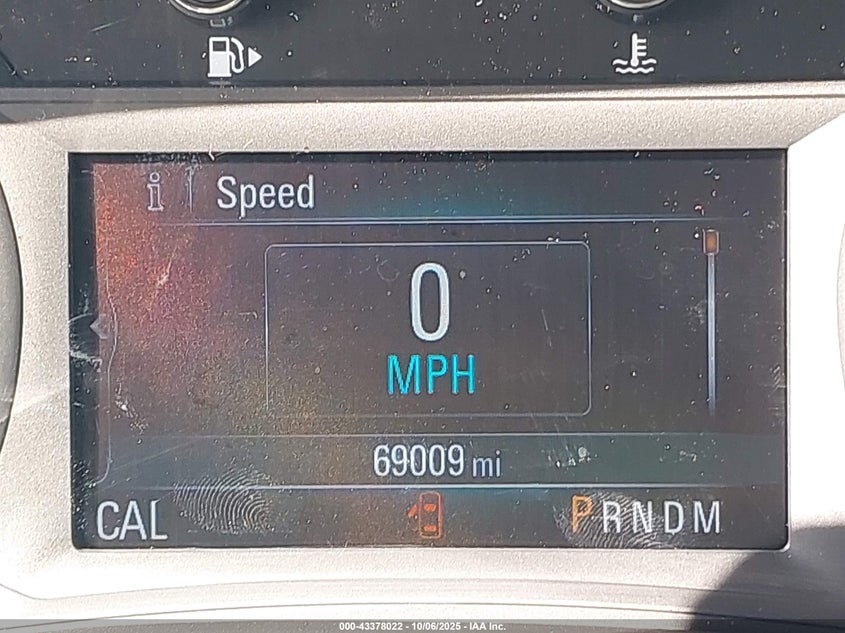 i Speed
0
MPH
69009 mi
CAL PRNDM
000-43378022 - 10/06/2025 - IAA Inc.